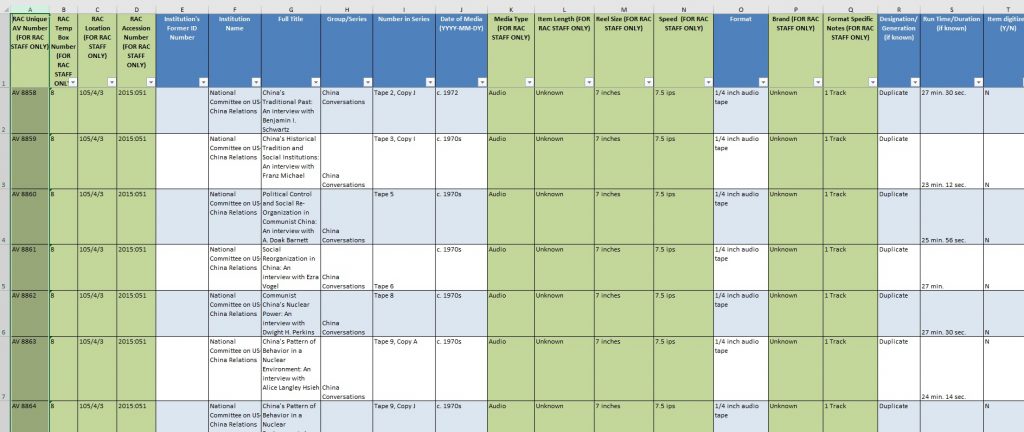 A B C D E F G H I J K L M N O P Q R S T
RAC Unique AV Number (FOR RAC STAFF ONLY)
RAC Temp Box Number (FOR RAC STAFF ONL
RAC Location (FOR RAC STAFF ONLY)
RAC Accession Number (FOR RAC STAFF ONLY)
Institution's Former ID Number
Institution Name
Full Title
Group/Series
Number in Series
Date of Media (YYYY-MM-DY)
Media Type (FOR RAC STAFF ONLY)
Item Length (FOR RAC STAFF ONLY)
Reel Size (FOR RAC STAFF ONLY)
Speed (FOR RAC STAFF ONLY)
Format
Brand (FOR RAC STAFF ONLY)
Format Specific Notes (FOR RAC STAFF ONLY)
Designation/ Generation (if known)
Run Time/Duration (if known)
Item digitize (Y/N)
1
2 AV 8858 8 105/4/3 2015:051 National Committee on US- China Relations China's Traditional Past: An interview with Benjamin I. Schwartz China Conversations Tape 2, Copy J c. 1972 Audio Unknown 7 inches 7.5 ips 1/4 inch audio tape Unknown 1 Track Duplicate 27 min. 30 sec. N
3 AV 8859 8 105/4/3 2015:051 National Committee on US- China Relations China's Historical Tradition and Social Institutions: An interview with Franz Michael China Conversations Tape 3, Copy I c. 1970s Audio Unknown 7 inches 7.5 ips 1/4 inch audio tape Unknown 1 Track Duplicate 23 min. 12 sec. N
4 AV 8860 8 105/4/3 2015:051 National Committee on US- China Relations Political Control and Social Re- Organization in Communist China: An interview with A. Doak Barnett China Conversations Tape 5 c. 1970s Audio Unknown 7 inches 7.5 ips 1/4 inch audio tape Unknown 1 Track Duplicate 25 min. 56 sec. N
5 AV 8861 8 105/4/3 2015:051 National Committee on US- China Relations Social Reorganization in China: An interview with Ezra Vogel China Conversations Tape 6 c. 1970s Audio Unknown 7 inches 7.5 ips 1/4 inch audio tape Unknown 1 Track Duplicate 27 min. N
6 AV 8862 8 105/4/3 2015:051 National Committee on US- China Relations Communist China's Nuclear Power: An interview with Dwight H. Perkins China Conversations Tape 8 c. 1970s Audio Unknown 7 inches 7.5 ips 1/4 inch audio tape Unknown 1 Track Duplicate 27 min. 30 sec. N
7 AV 8863 8 105/4/3 2015:051 National Committee on US- China Relations China's Pattern of Behavior in a Nuclear Environment: An interview with Alice Langley Hsieh China Conversations Tape 9, Copy A c. 1970s Audio Unknown 7 inches 7.5 ips 1/4 inch audio tape Unknown 1 Track Duplicate 24 min. 14 sec. N
AV 8864 8 105/4/3 2015:051 National Committee on US- China Relations China's Pattern of Behavior in a Nuclear Tape 9, Copy J c. 1970s Audio Unknown 7 inches 7.5 ips 1/4 inch audio tape Unknown 1 Track Duplicate